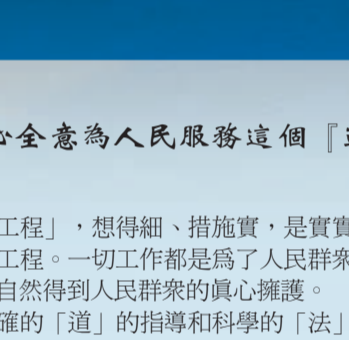 心全意為人民服務這個『
工程」，想得細、措施實，是實實
工程。一切工作都是爲了人民群衆
自然得到人民群衆的眞心擁護。
確的「道」的指導和科學的「法」